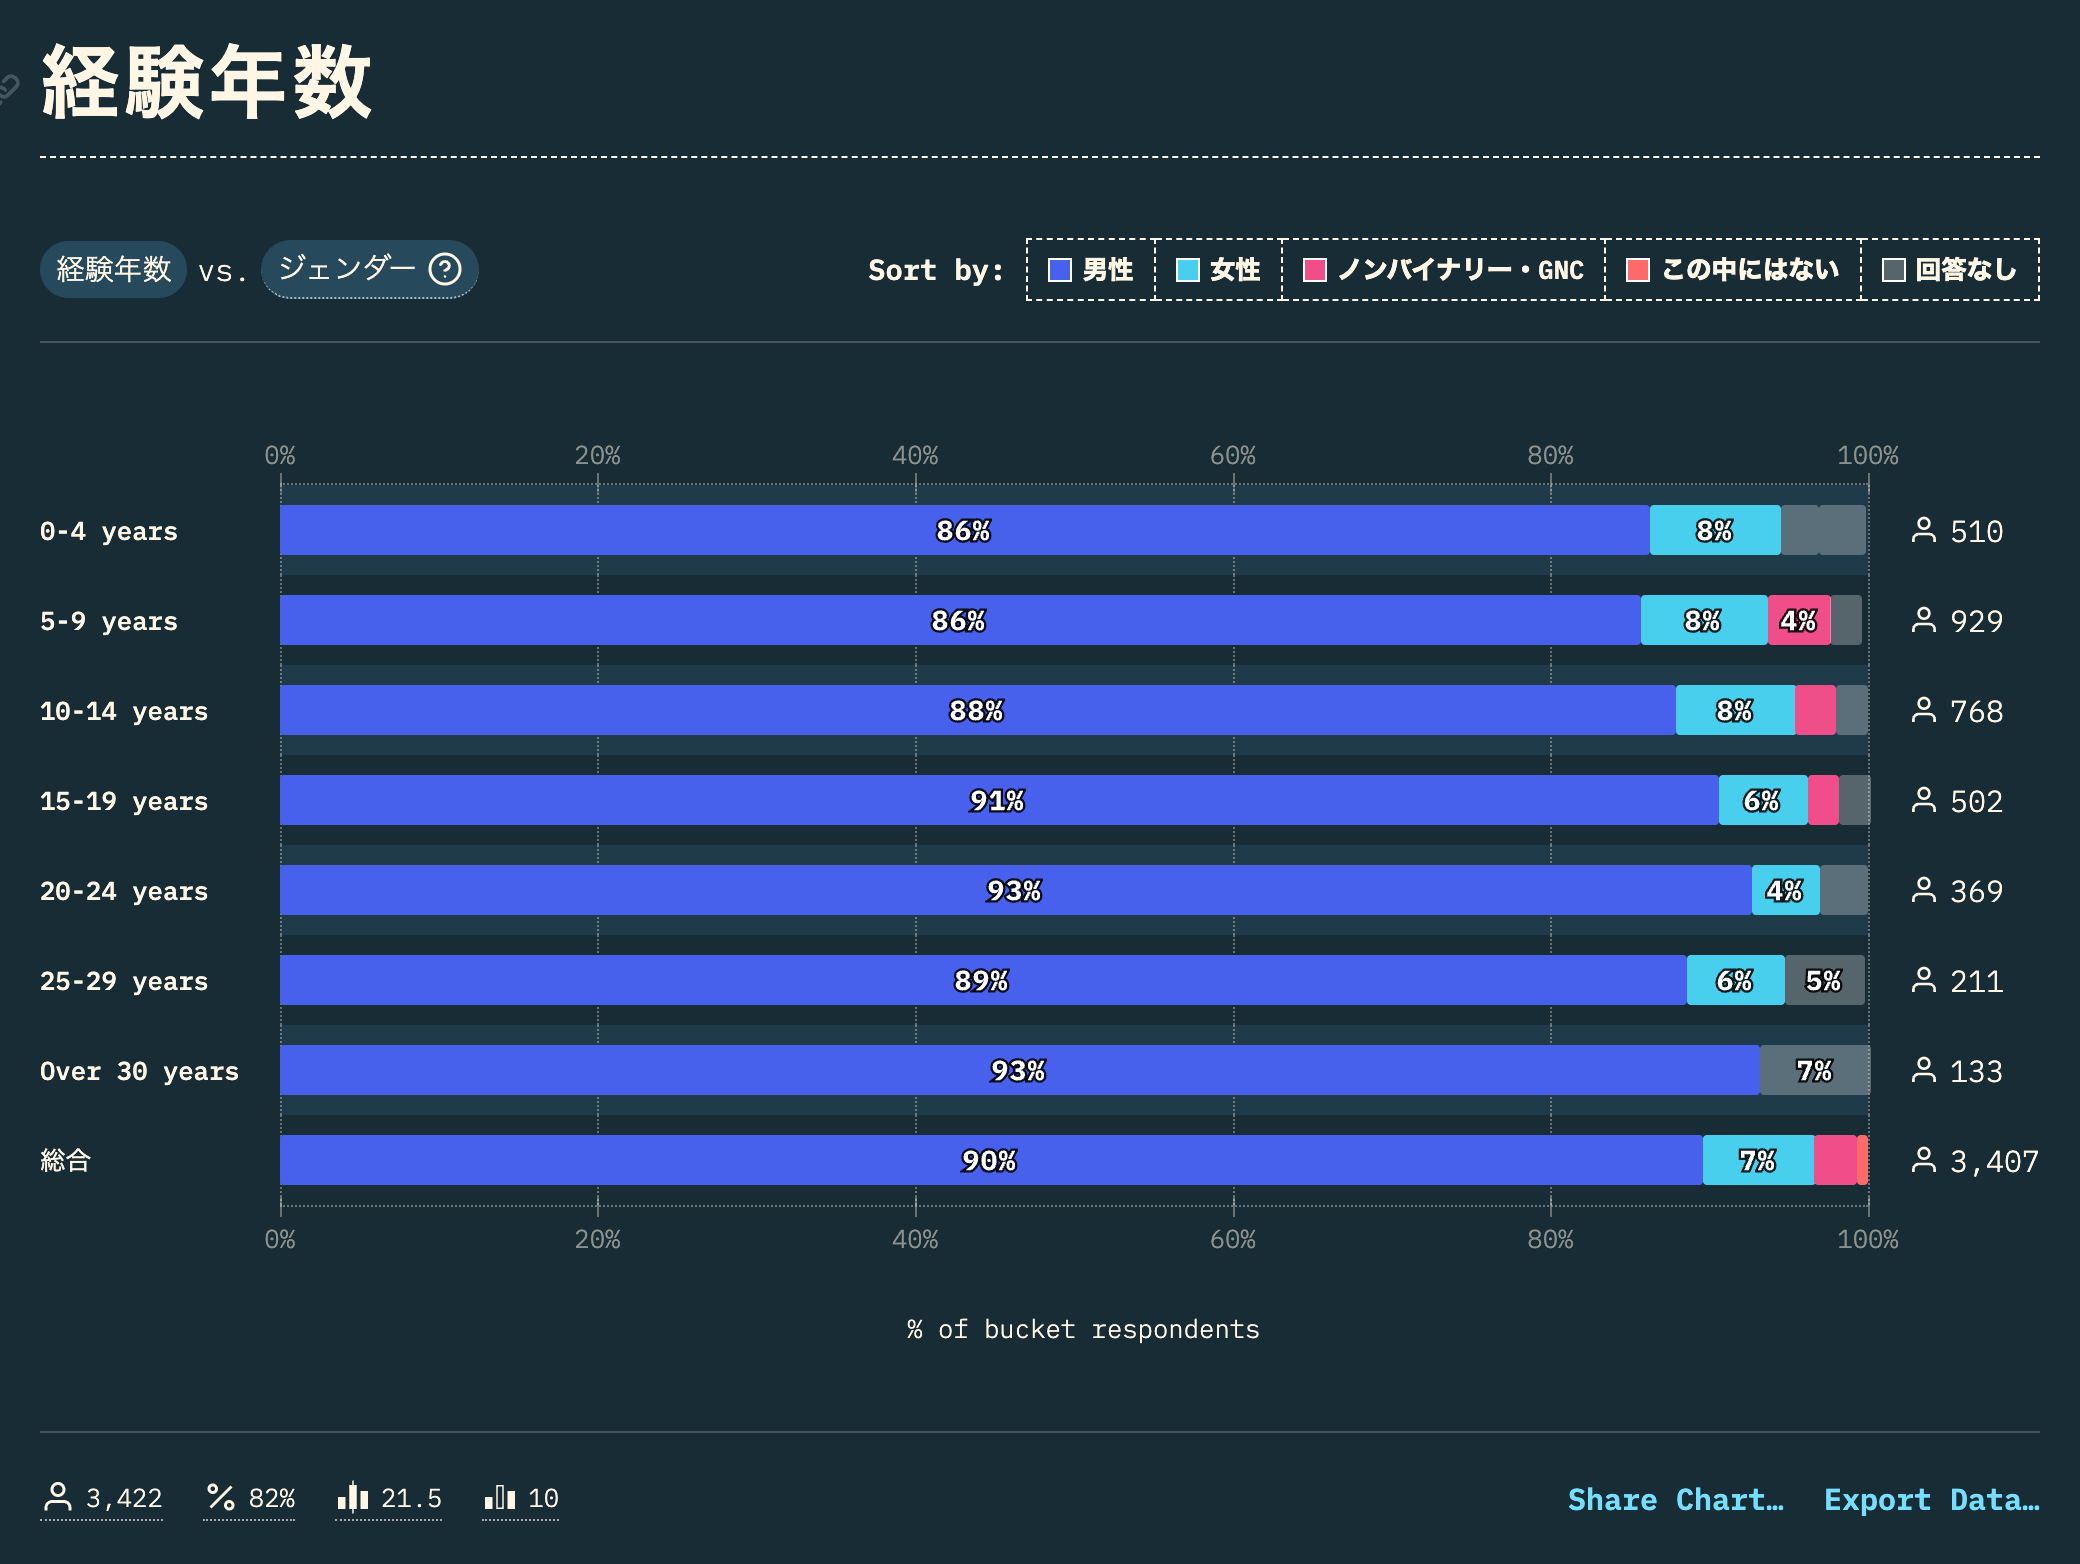 経験年数
経験年数 vs. ジェンダー ?
Sort by: 男性 女性 ノンバイナリー・GNC この中にはない 回答なし
0% 20% 40% 60% 80% 100%
0-4 years 86% 8% 510
5-9 years 86% 8% 4% 929
10-14 years 88% 8% 768
15-19 years 91% 6% 502
20-24 years 93% 4% 369
25-29 years 89% 6% 5% 211
Over 30 years 93% 7% 133
総合 90% 7% 3,407
0% 20% 40% 60% 80% 100%
% of bucket respondents
3,422 % 82% 21.5 10 Share Chart… Export Data…